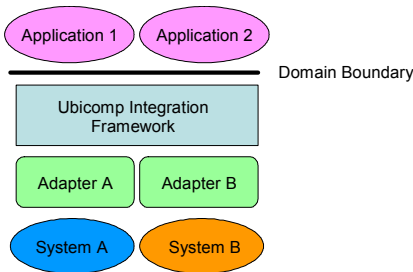 Application 1
Application 2
Domain Boundary
Ubicomp Integration
Framework
Adapter A
Adapter B
System A
System B